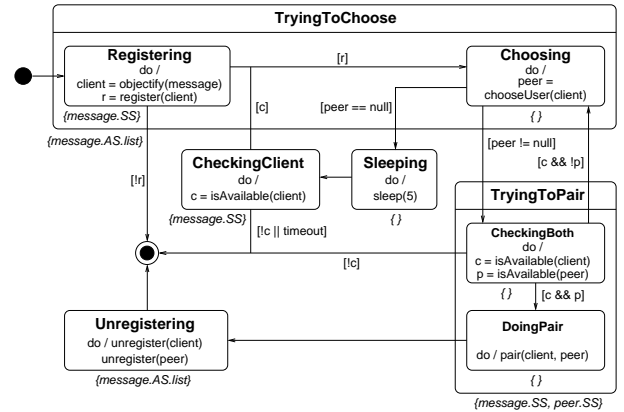 TryingToChoose
Registering
do /
client = objectify(message)
r = register(client)
{message.SS}
{message.AS.list}
[r]
Choosing
do /
peer =
chooseUser(client)
{ }
[c]
[peer == null]
[peer != null]
[c && !p]
CheckingClient
do /
c = isAvailable(client)
{message.SS}
Sleeping
do /
sleep(5)
{ }
[!r]
[!c || timeout]
[!c]
TryingToPair
CheckingBoth
do /
c = isAvailable(client)
p = isAvailable(peer)
{ }
[c && p]
Unregistering
do / unregister(client)
unregister(peer)
{message.AS.list}
DoingPair
do / pair(client, peer)
{ }
{message.SS, peer.SS}